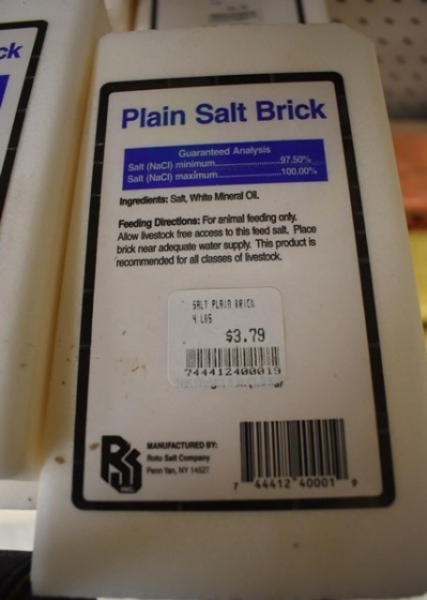 ck
Plain Salt Brick
Guaranteed Analysis
Salt (NaCl) minimum..............97.50%
Salt (NaCl) maximum..............100.00%
Ingredients: Salt, White Mineral Oil.
Feeding Directions: For animal feeding only.
Allow livestock free access to this feed salt. Place
brick near adequate water supply. This product is
recommended for all classes of livestock.
SALT PLAIN BRICK
4 LBS
$3.79
744412400019
RSI
MANUFACTURED BY:
Roto Salt Company
Penn Yan, NY 14527
7 44412 40001 9